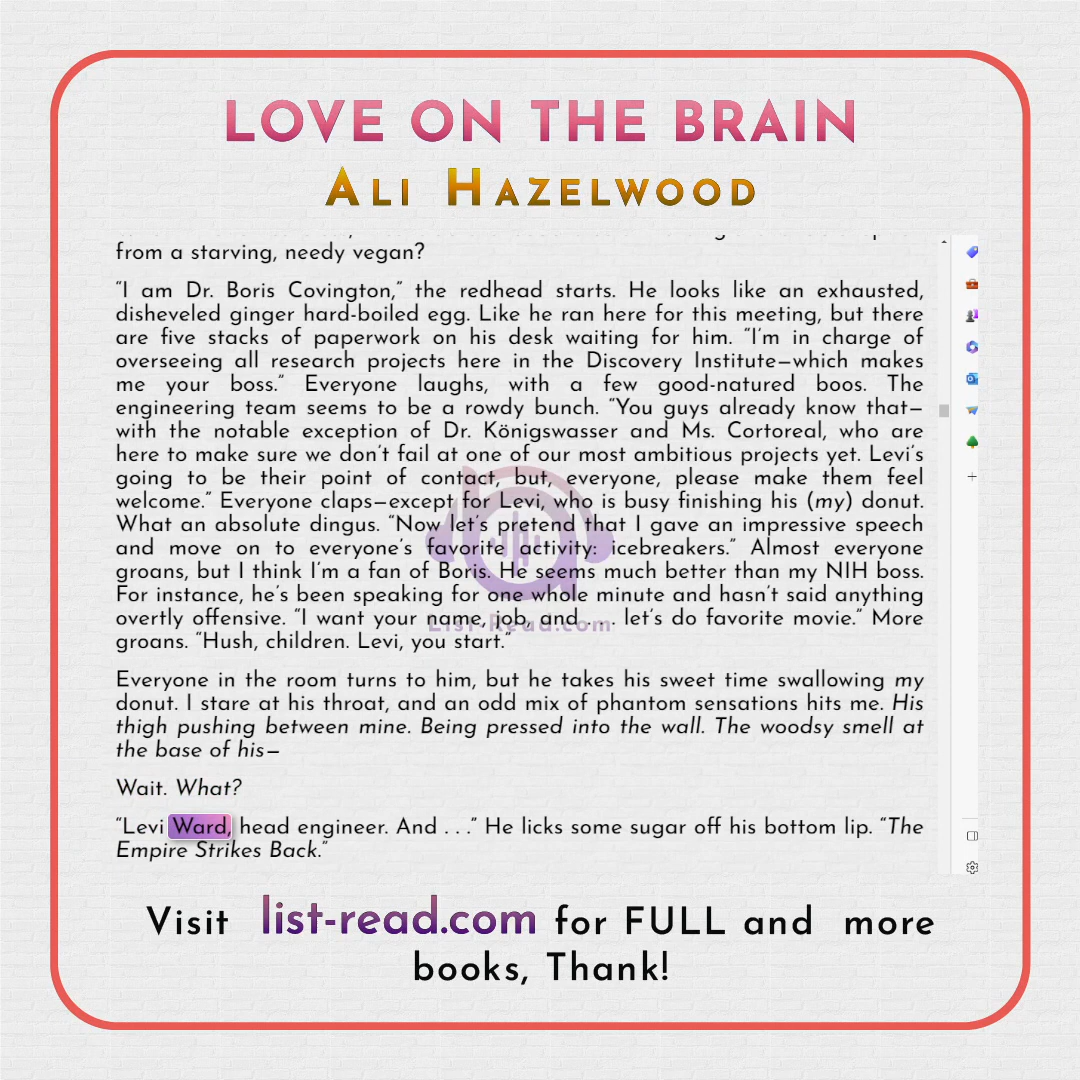 LOVE ON THE BRAIN
ALI HAZELWOOD
from a starving, needy vegan?
“I am Dr. Boris Covington,” the redhead starts. He looks like an exhausted,
disheveled ginger hard-boiled egg. Like he ran here for this meeting, but there
are five stacks of paperwork on his desk waiting for him. “I’m in charge of
overseeing all research projects here in the Discovery Institute—which makes
me your boss.” Everyone laughs, with a few good-natured boos. The
engineering team seems to be a rowdy bunch. “You guys already know that—
with the notable exception of Dr. Königswasser and Ms. Cortoreal, who are
here to make sure we don’t fail at one of our most ambitious projects yet. Levi’s
going to be their point of contact, but, everyone, please make them feel
welcome.” Everyone claps—except for Levi, who is busy finishing his (my) donut.
What an absolute dingus. “Now let’s pretend that I gave an impressive speech
and move on to everyone’s favorite activity: icebreakers.” Almost everyone
groans, but I think I’m a fan of Boris. He seems much better than my NIH boss.
For instance, he’s been speaking for one whole minute and hasn’t said anything
overtly offensive. “I want your name, job, and . . . let’s do favorite movie.” More
List-Read.com
groans. “Hush, children. Levi, you start.”
Everyone in the room turns to him, but he takes his sweet time swallowing my
donut. I stare at his throat, and an odd mix of phantom sensations hits me. His
thigh pushing between mine. Being pressed into the wall. The woodsy smell at
the base of his—
Wait. What?
“Levi Ward, head engineer. And . . .” He licks some sugar off his bottom lip. “The
Empire Strikes Back.”
Visit list-read.com for FULL and more
books, Thank!